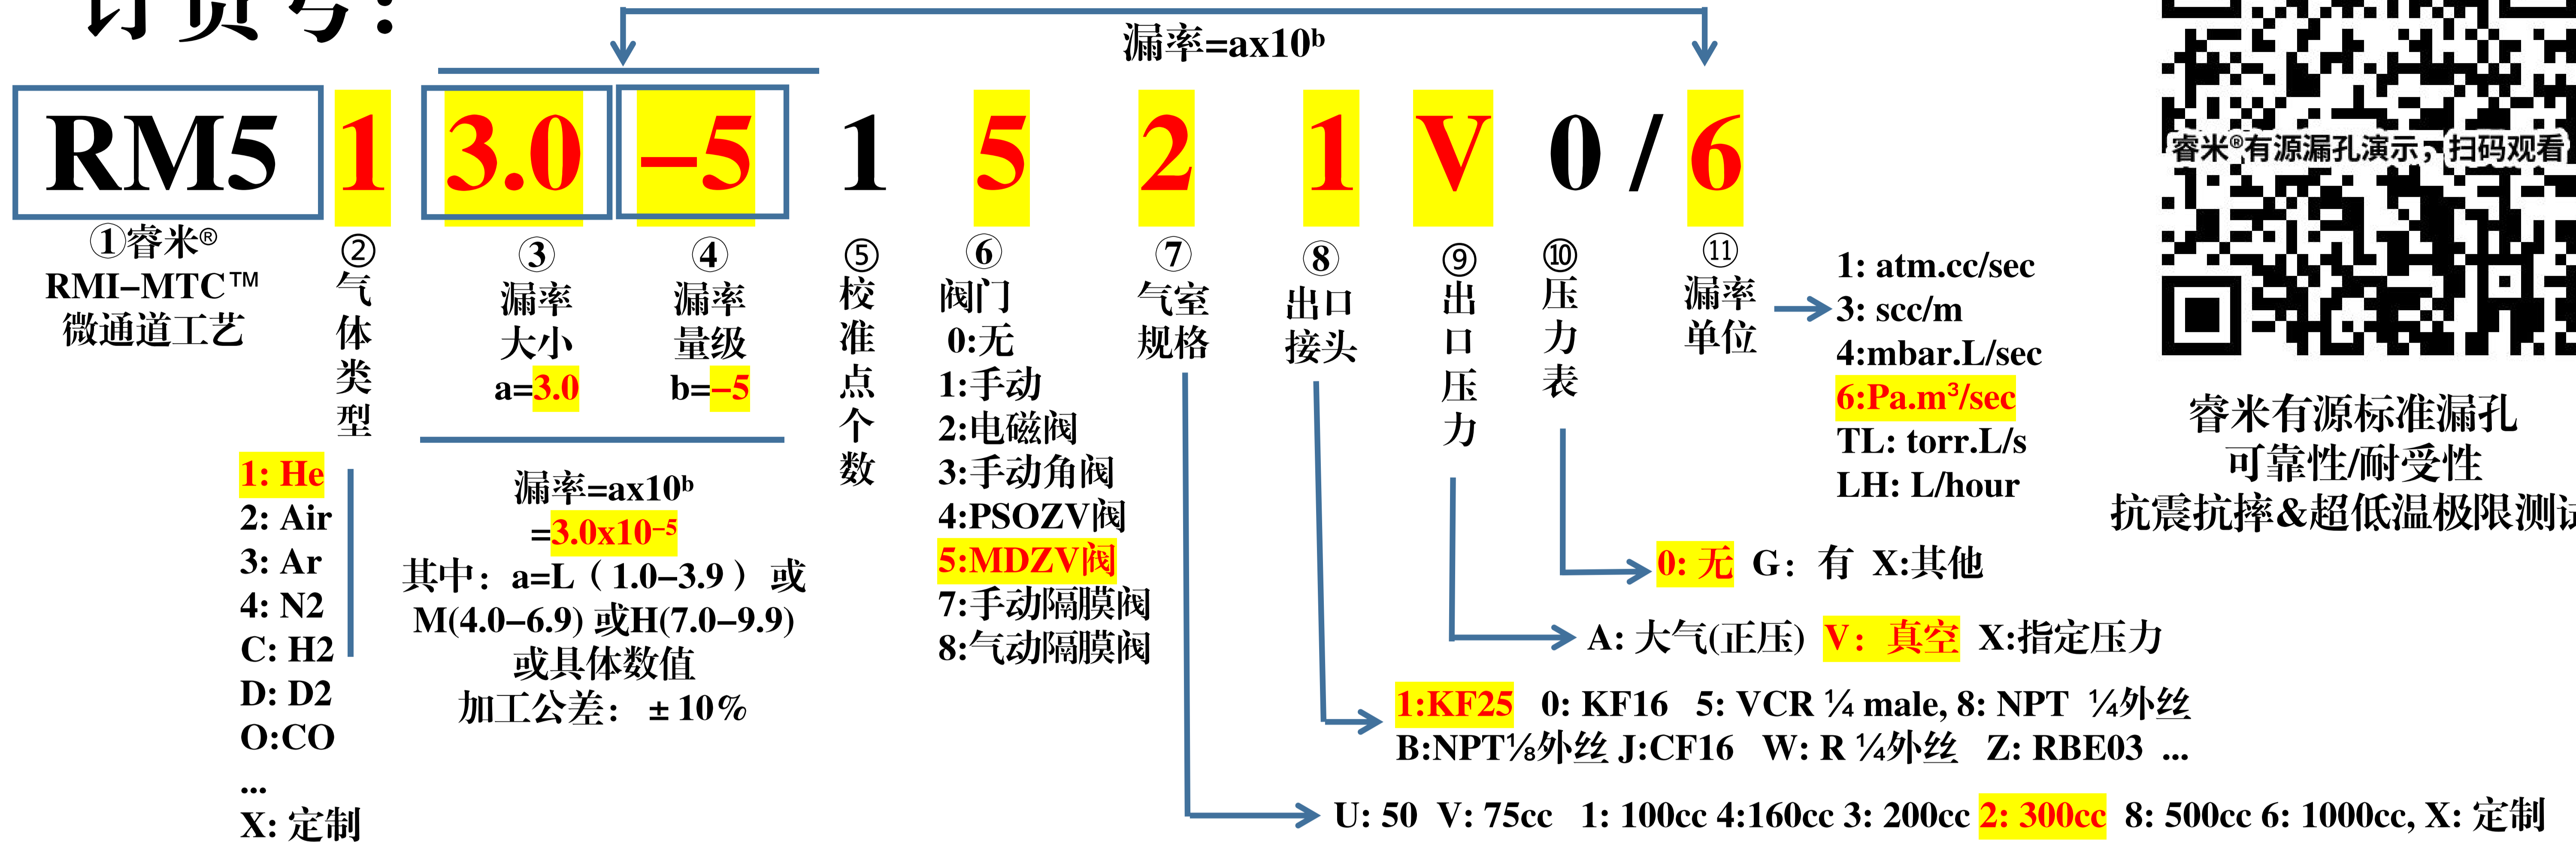 订货号:
漏率=ax10ᵇ
RM5 1 3.0 –5 1 5 2 1 V 0 / 6
①睿米®
RMI–MTC™
微通道工艺
②
气
体
类
型
1: He
2: Air
3: Ar
4: N2
C: H2
D: D2
O:CO
...
X: 定制
③
漏率
大小
a=3.0
④
漏率
量级
b=–5
漏率=ax10ᵇ
=3.0x10⁻⁵
其中：a=L（1.0–3.9）或
M(4.0–6.9) 或H(7.0–9.9)
或具体数值
加工公差： ± 10%
⑤
校
准
点
个
数
⑥
阀门
0:无
1:手动
2:电磁阀
3:手动角阀
4:PSOZV阀
5:MDZV阀
7:手动隔膜阀
8:气动隔膜阀
⑦
气室
规格
⑧
出口
接头
⑨
出
口
压
力
⑩
压
力
表
⑪
漏率
单位
1: atm.cc/sec
3: scc/m
4:mbar.L/sec
6:Pa.m³/sec
TL: torr.L/s
LH: L/hour
0: 无 G： 有 X:其他
A: 大气(正压) V： 真空 X:指定压力
1:KF25 0: KF16 5: VCR ¼ male, 8: NPT ¼外丝
B:NPT⅛外丝 J:CF16 W: R ¼外丝 Z: RBE03 ...
U: 50 V: 75cc 1: 100cc 4:160cc 3: 200cc 2: 300cc 8: 500cc 6: 1000cc, X: 定制
睿米®有源漏孔演示，扫码观看
睿米有源标准漏孔
可靠性/耐受性
抗震抗摔&超低温极限测试